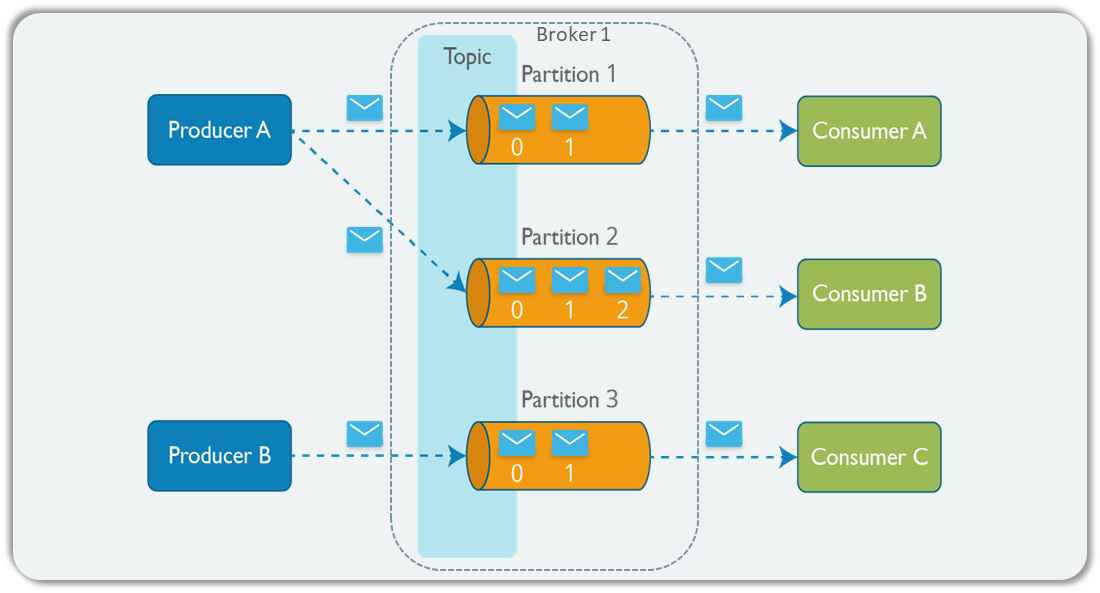 Broker 1
Topic
Partition 1
Producer A
0 1
Consumer A
Partition 2
0 1 2
Consumer B
Partition 3
Producer B
0 1
Consumer C